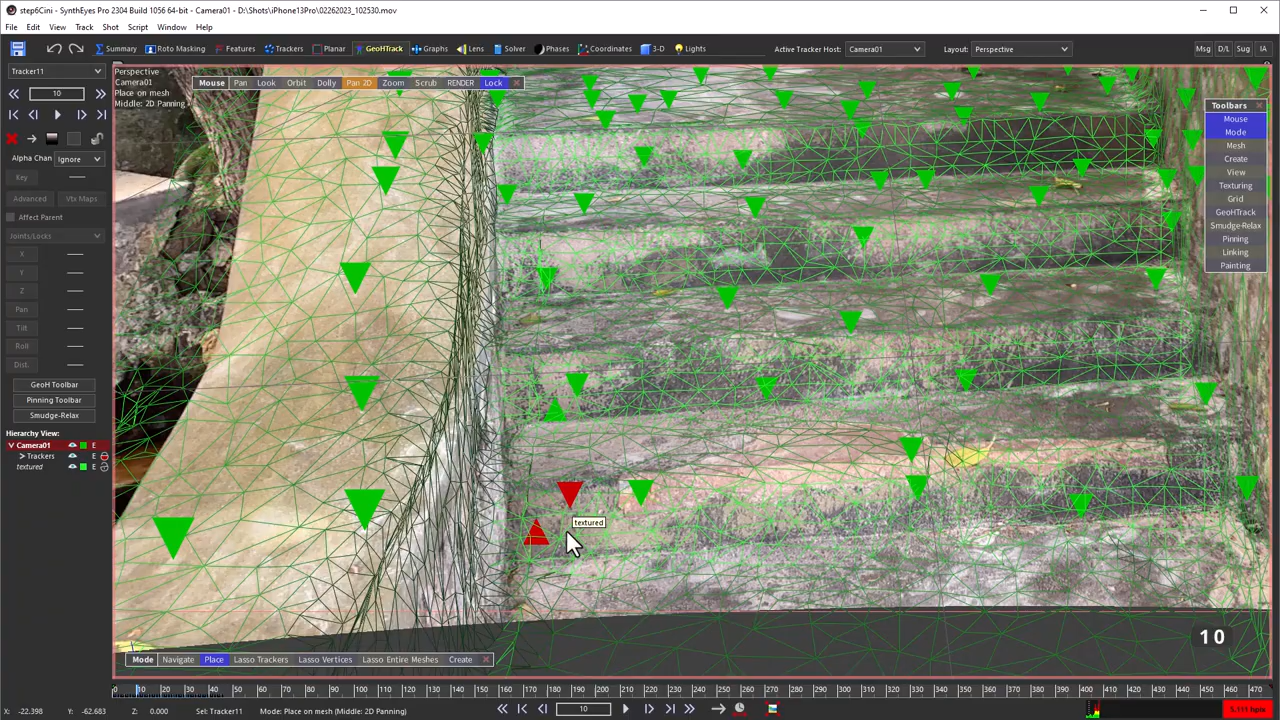 step6Cini - SynthEyes Pro 2304 Build 1056 64-bit - Camera01 - D:\Shots\iPhone13Pro\02262023_102530.mov
File Edit View Track Shot Script Window Help
Summary Roto Masking Features Trackers Planar GeoHTrack Graphs Lens Solver Phases Coordinates 3-D Lights Active Tracker Host: Camera01 Layout: Perspective Msg D/L Sug IA
Tracker11
10
Alpha Chan Ignore
Key
Advanced Vtx Maps
Affect Parent
Joints/Locks
X
Y
Z
Pan
Tilt
Roll
Dist.
GeoH Toolbar
Pinning Toolbar
Smudge-Relax
Hierarchy View:
Camera01 E
Trackers E
textured E
Perspective
Camera01
Place on mesh
Middle: 2D Panning
Mouse Pan Look Orbit Dolly Pan 2D Zoom Scrub RENDER Lock
Toolbars
Mouse
Mode
Mesh
Create
View
Texturing
Grid
GeoHTrack
Smudge-Relax
Pinning
Linking
Painting
textured
10
Mode Navigate Place Lasso Trackers Lasso Vertices Lasso Entire Meshes Create
0 10 20 30 40 50 60 70 80 90 100 110 120 130 140 150 160 170 180 190 200 210 220 230 240 250 260 270 280 290 300 310 320 330 340 350 360 370 380 390 400 410 420 430 440 450 460 470
X: -22.398 Y: -62.683 Z: 0.000 Sel: Tracker11 Mode: Place on mesh (Middle: 2D Panning) 10 5.111 hpix